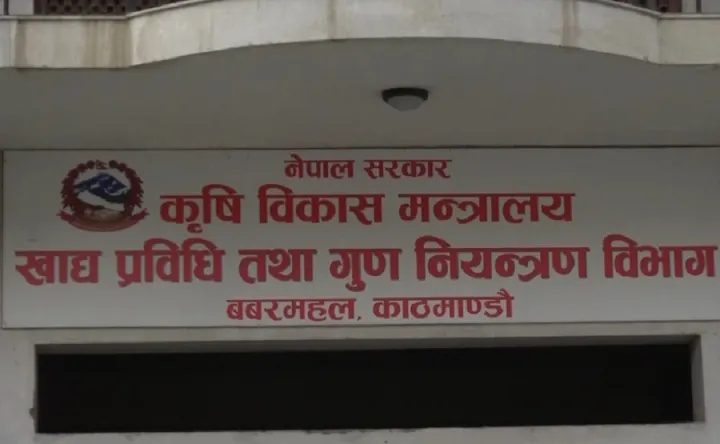 नेपाल सरकार
कृषि विकास मन्त्रालय
खाद्य प्रविधि तथा गुण नियन्त्रण विभाग
बबरमहल, काठमाण्डौ